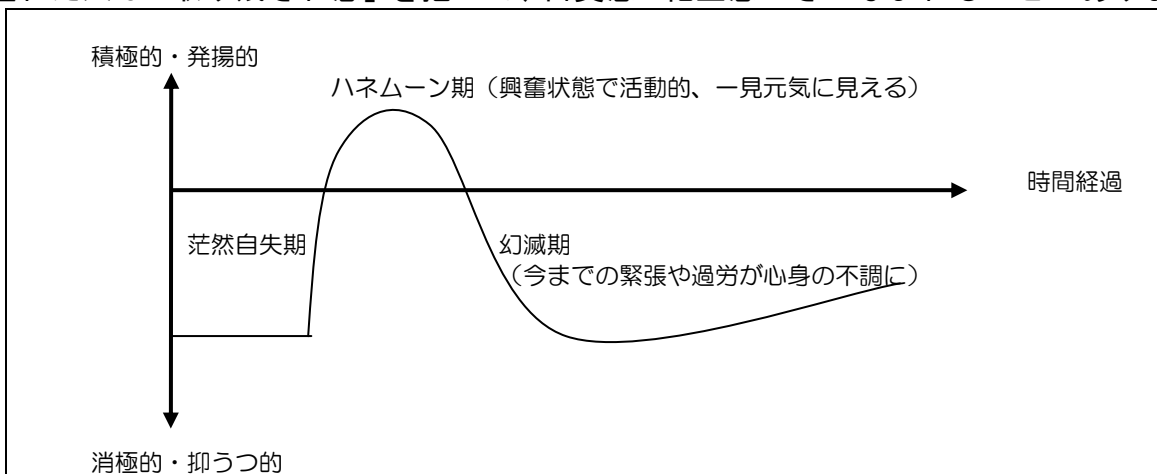 積極的・発揚的
ハネムーン期（興奮状態で活動的、一見元気に見える）
時間経過
茫然自失期
幻滅期
（今までの緊張や過労が心身の不調に）
消極的・抑うつ的